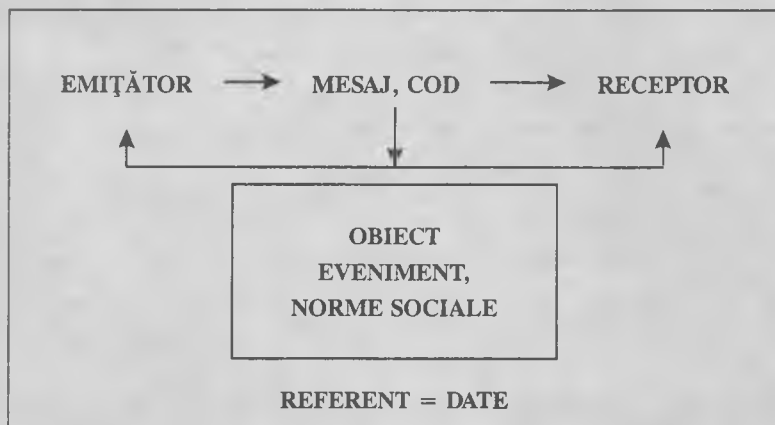 EMIŢĂTOR MESAJ, COD RECEPTOR
OBIECT
EVENIMENT,
NORME SOCIALE
REFERENT = DATE